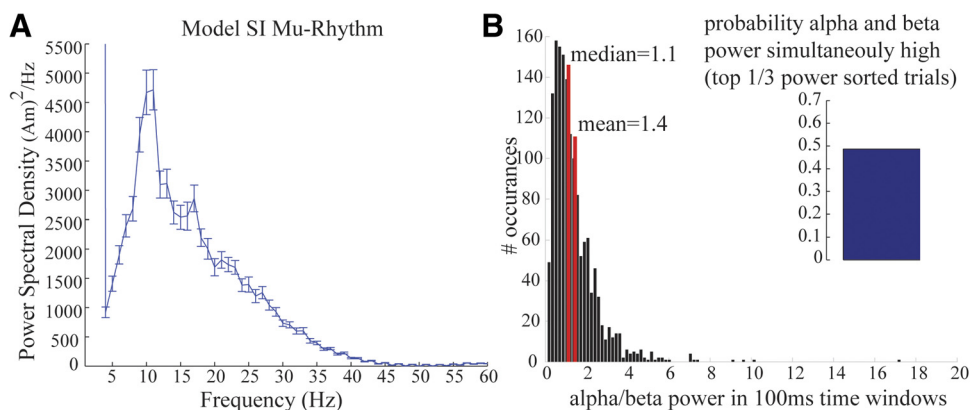 A
Model SI Mu-Rhythm
Power Spectral Density (Am)²/Hz
5500
5000
4500
4000
3500
3000
2500
2000
1500
1000
500
0
5 10 15 20 25 30 35 40 45 50 55 60
Frequency (Hz)
B
probability alpha and beta
power simultaneouly high
(top 1/3 power sorted trials)
median=1.1
mean=1.4
# occurances
160
140
120
100
80
60
40
20
0
0 2 4 6 8 10 12 14 16 18 20
alpha/beta power in 100ms time windows
0.7
0.6
0.5
0.4
0.3
0.2
0.1
0